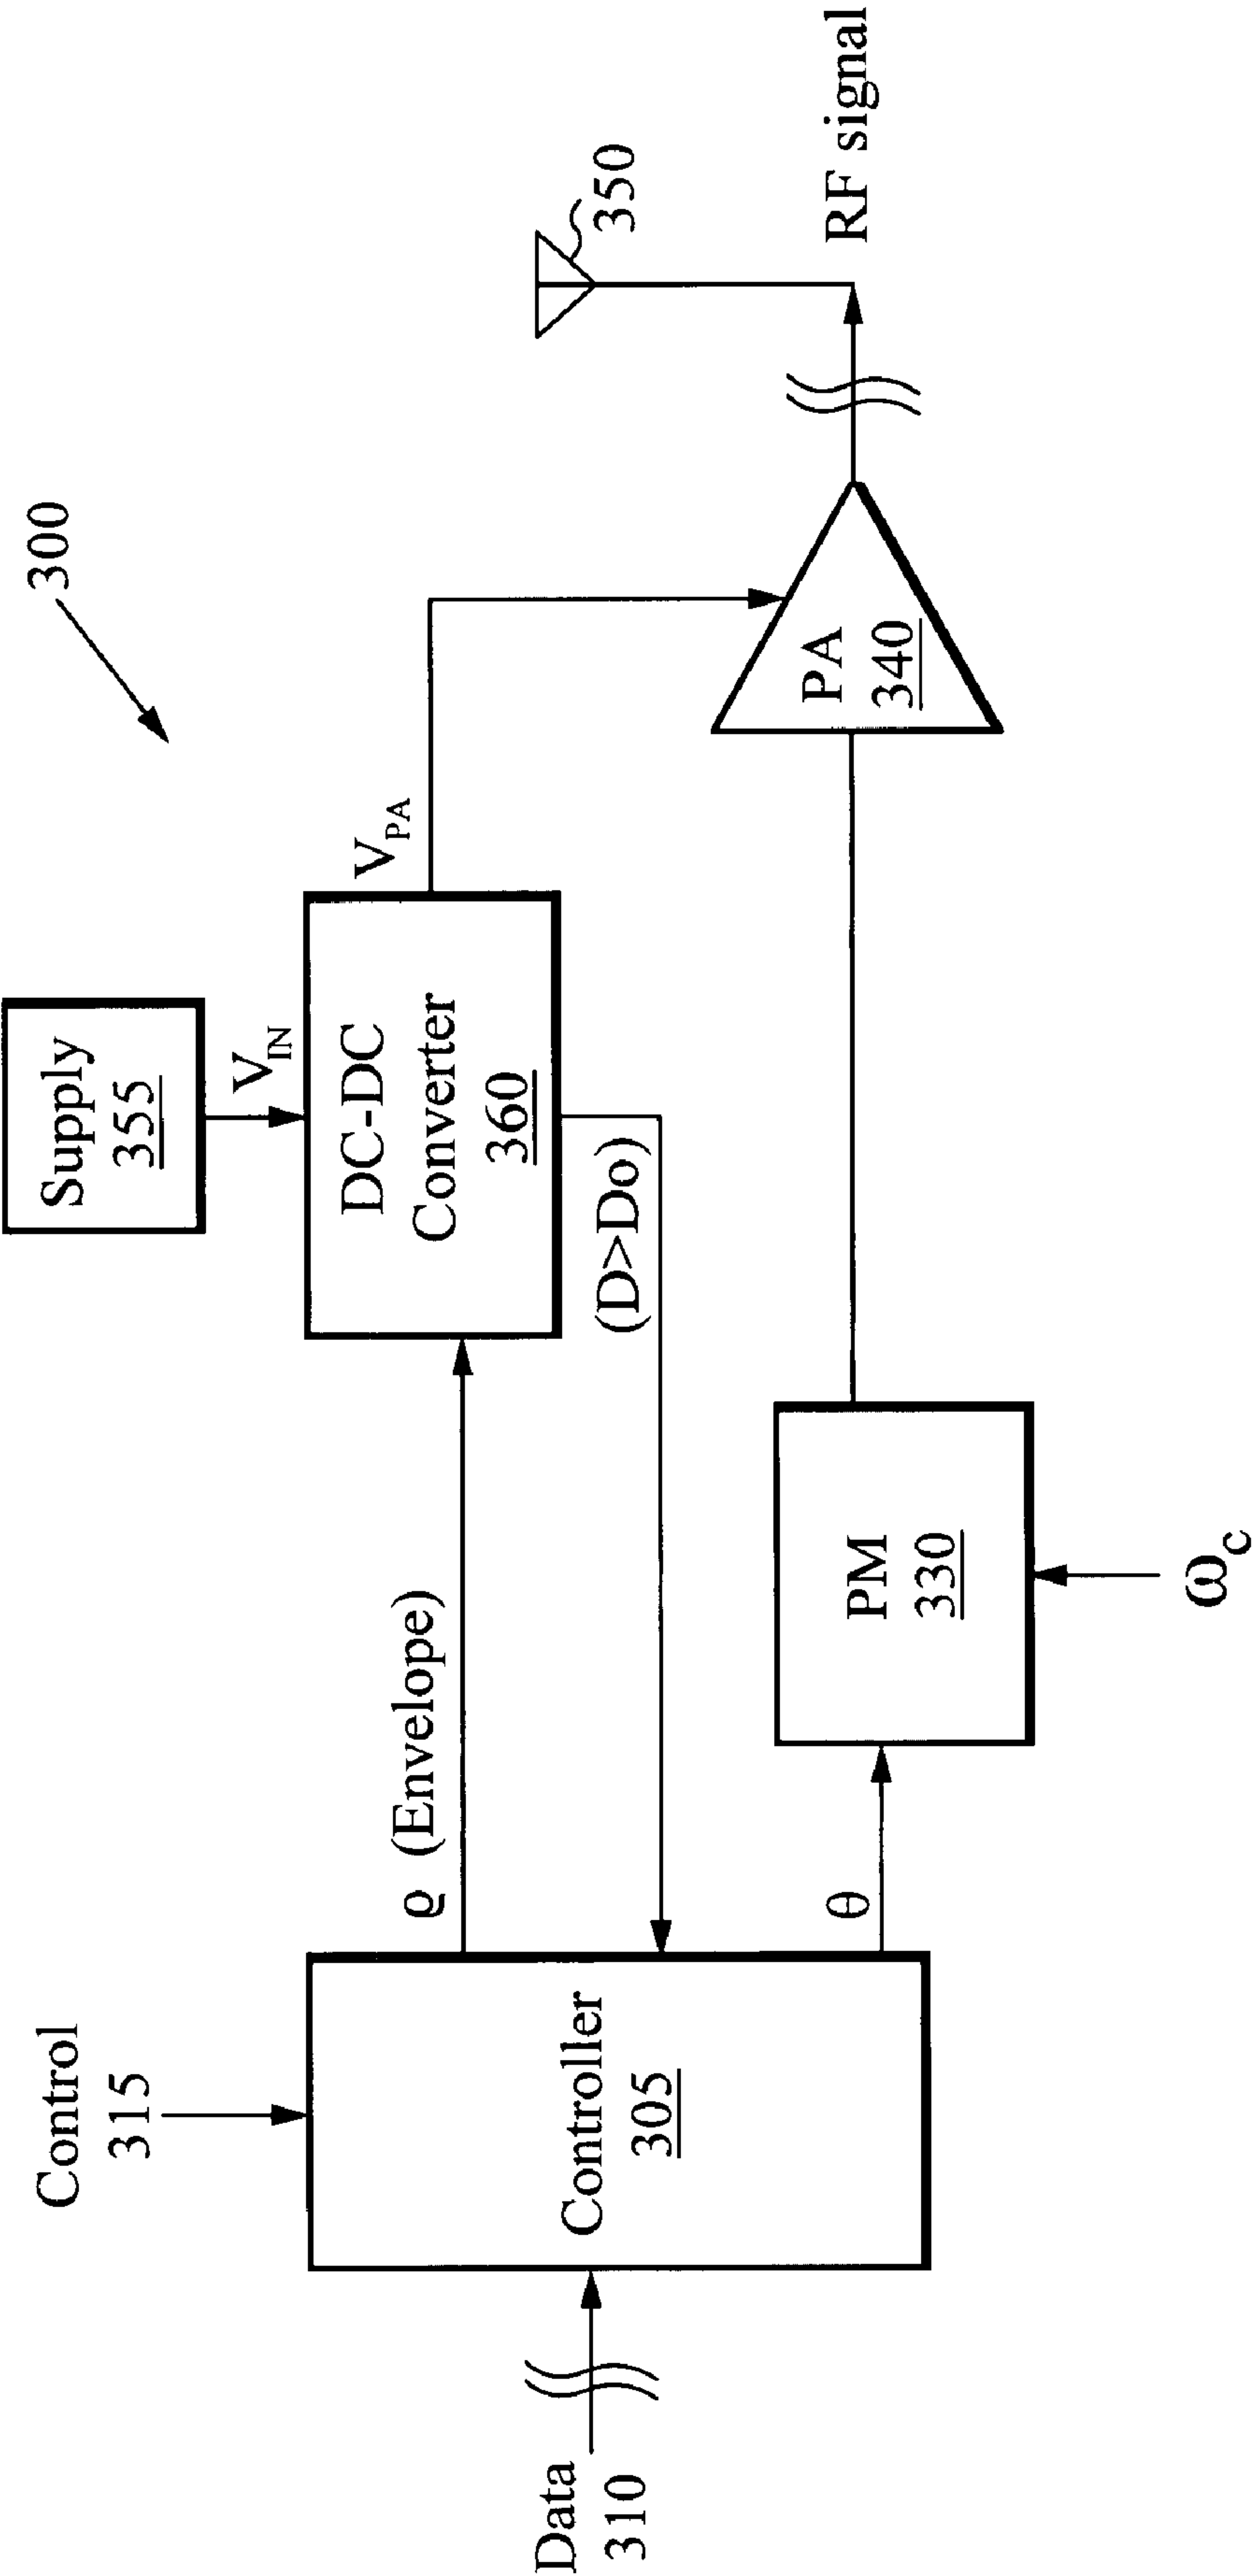 300
Supply
355
V_IN
Control
315
ϱ (Envelope)
DC-DC
Converter
360
V_PA
350
(D>Do)
Data
310
Controller
305
θ
PM
330
ω_c
PA
340
RF signal